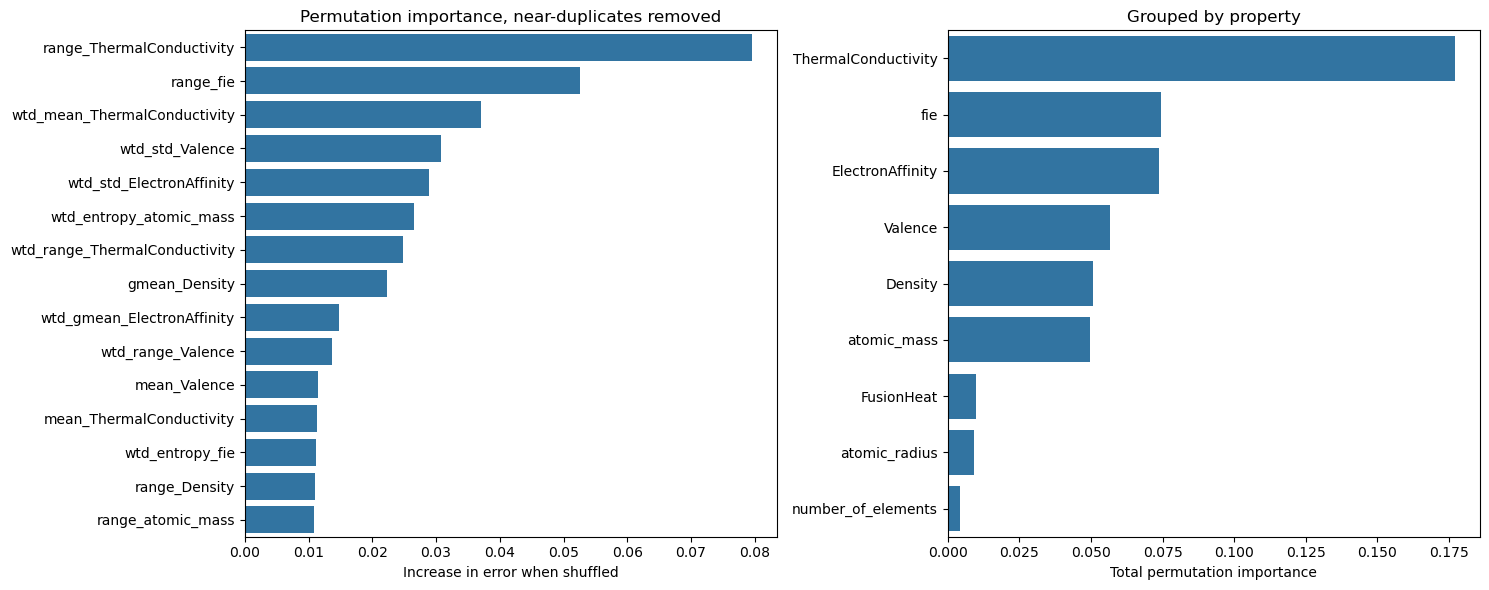 Permutation importance, near-duplicates removed
range_ThermalConductivity
range_fie
wtd_mean_ThermalConductivity
wtd_std_Valence
wtd_std_ElectronAffinity
wtd_entropy_atomic_mass
wtd_range_ThermalConductivity
gmean_Density
wtd_gmean_ElectronAffinity
wtd_range_Valence
mean_Valence
mean_ThermalConductivity
wtd_entropy_fie
range_Density
range_atomic_mass
0.00 0.01 0.02 0.03 0.04 0.05 0.06 0.07 0.08
Increase in error when shuffled
Grouped by property
ThermalConductivity
fie
ElectronAffinity
Valence
Density
atomic_mass
FusionHeat
atomic_radius
number_of_elements
0.000 0.025 0.050 0.075 0.100 0.125 0.150 0.175
Total permutation importance